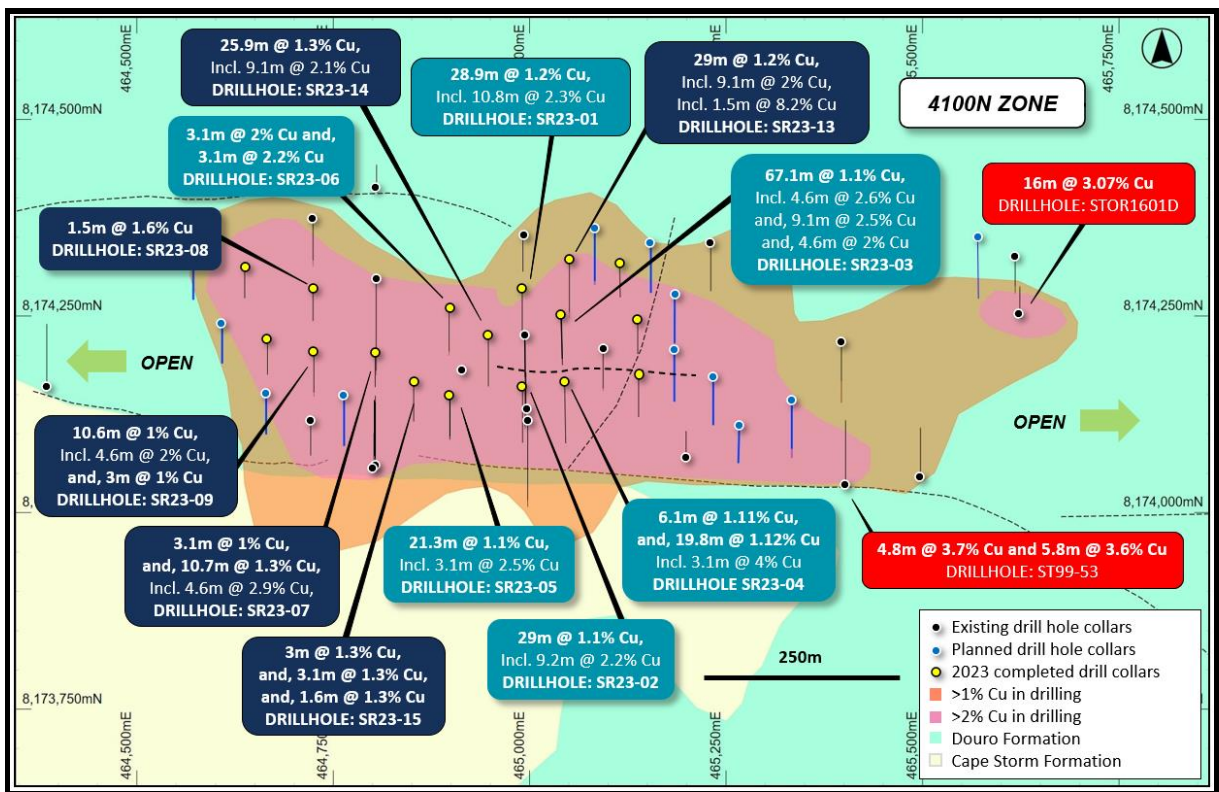 464,500mE
465,000mE
465,750mE
25.9m @ 1.3% Cu,
Incl. 9.1m @ 2.1% Cu
DRILLHOLE: SR23-14
28.9m @ 1.2% Cu,
Incl. 10.8m @ 2.3% Cu
DRILLHOLE: SR23-01
29m @ 1.2% Cu,
Incl. 9.1m @ 2% Cu,
Incl. 1.5m @ 8.2% Cu
DRILLHOLE: SR23-13
4100N ZONE
8,174,500mN
8,174,500mN
3.1m @ 2% Cu and,
3.1m @ 2.2% Cu
DRILLHOLE: SR23-06
67.1m @ 1.1% Cu,
Incl. 4.6m @ 2.6% Cu
and, 9.1m @ 2.5% Cu
and, 4.6m @ 2% Cu
DRILLHOLE: SR23-03
16m @ 3.07% Cu
DRILLHOLE: STOR1601D
1.5m @ 1.6% Cu
DRILLHOLE: SR23-08
8,174,250mN
8,174,250mN
OPEN
OPEN
10.6m @ 1% Cu,
Incl. 4.6m @ 2% Cu,
and, 3m @ 1% Cu
DRILLHOLE: SR23-09
8,174,000mN
3.1m @ 1% Cu,
and, 10.7m @ 1.3% Cu,
Incl. 4.6m @ 2.9% Cu,
DRILLHOLE: SR23-07
21.3m @ 1.1% Cu,
Incl. 3.1m @ 2.5% Cu
DRILLHOLE: SR23-05
6.1m @ 1.11% Cu,
and, 19.8m @ 1.12% Cu
Incl. 3.1m @ 4% Cu
DRILLHOLE SR23-04
4.8m @ 3.7% Cu and 5.8m @ 3.6% Cu
DRILLHOLE: ST99-53
3m @ 1.3% Cu,
and, 3.1m @ 1.3% Cu,
and, 1.6m @ 1.3% Cu
DRILLHOLE: SR23-15
29m @ 1.1% Cu,
Incl. 9.2m @ 2.2% Cu
DRILLHOLE: SR23-02
250m
Existing drill hole collars
Planned drill hole collars
2023 completed drill collars
>1% Cu in drilling
>2% Cu in drilling
Douro Formation
Cape Storm Formation
8,173,750mN
464,500mE
464,750mE
465,000mE
465,250mE
465,500mE